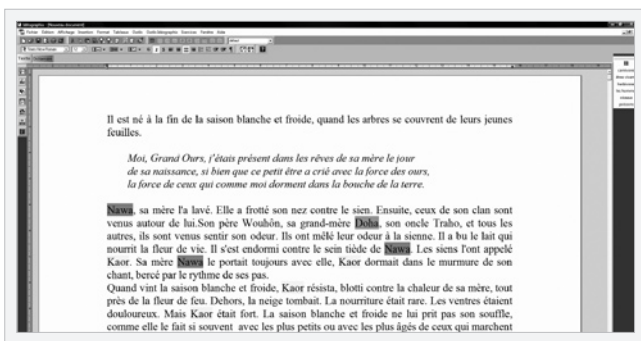 Fichier Edition Affichage Insertion Format Tableaux Outils Exercices Fenêtre Aide
Il est né à la fin de la saison blanche et froide, quand les arbres se couvrent de leurs jeunes
feuilles.
Moi, Grand Ours, j'étais présent dans les rêves de sa mère le jour
de sa naissance, si bien que ce petit être a crié avec la force des ours,
la force de ceux qui comme moi dorment dans la bouche de la terre.
Nawa, sa mère l'a lavé. Elle a frotté son nez contre le sien. Ensuite, ceux de son clan sont
venus autour de lui.Son père Wouhôn, sa grand-mère Doha, son oncle Traho, et tous les
autres, ils sont venus sentir son odeur. Ils ont mêlé leur odeur à la sienne. Il a bu le lait qui
nourrit la fleur de vie. Il s'est endormi contre le sein tiède de Nawa. Les siens l'ont appelé
Kaor. Sa mère Nawa le portait toujours avec elle, Kaor dormait dans le murmure de son
chant, bercé par le rythme de ses pas.
Quand vint la saison blanche et froide, Kaor résista, blotti contre la chaleur de sa mère, tout
près de la fleur de feu. Dehors, la neige tombait. La nourriture était rare. Les ventres étaient
douloureux. Mais Kaor était fort. La saison blanche et froide ne lui prit pas son souffle,
comme elle le fait si souvent avec les plus petits ou avec les plus âgés de ceux qui marchent